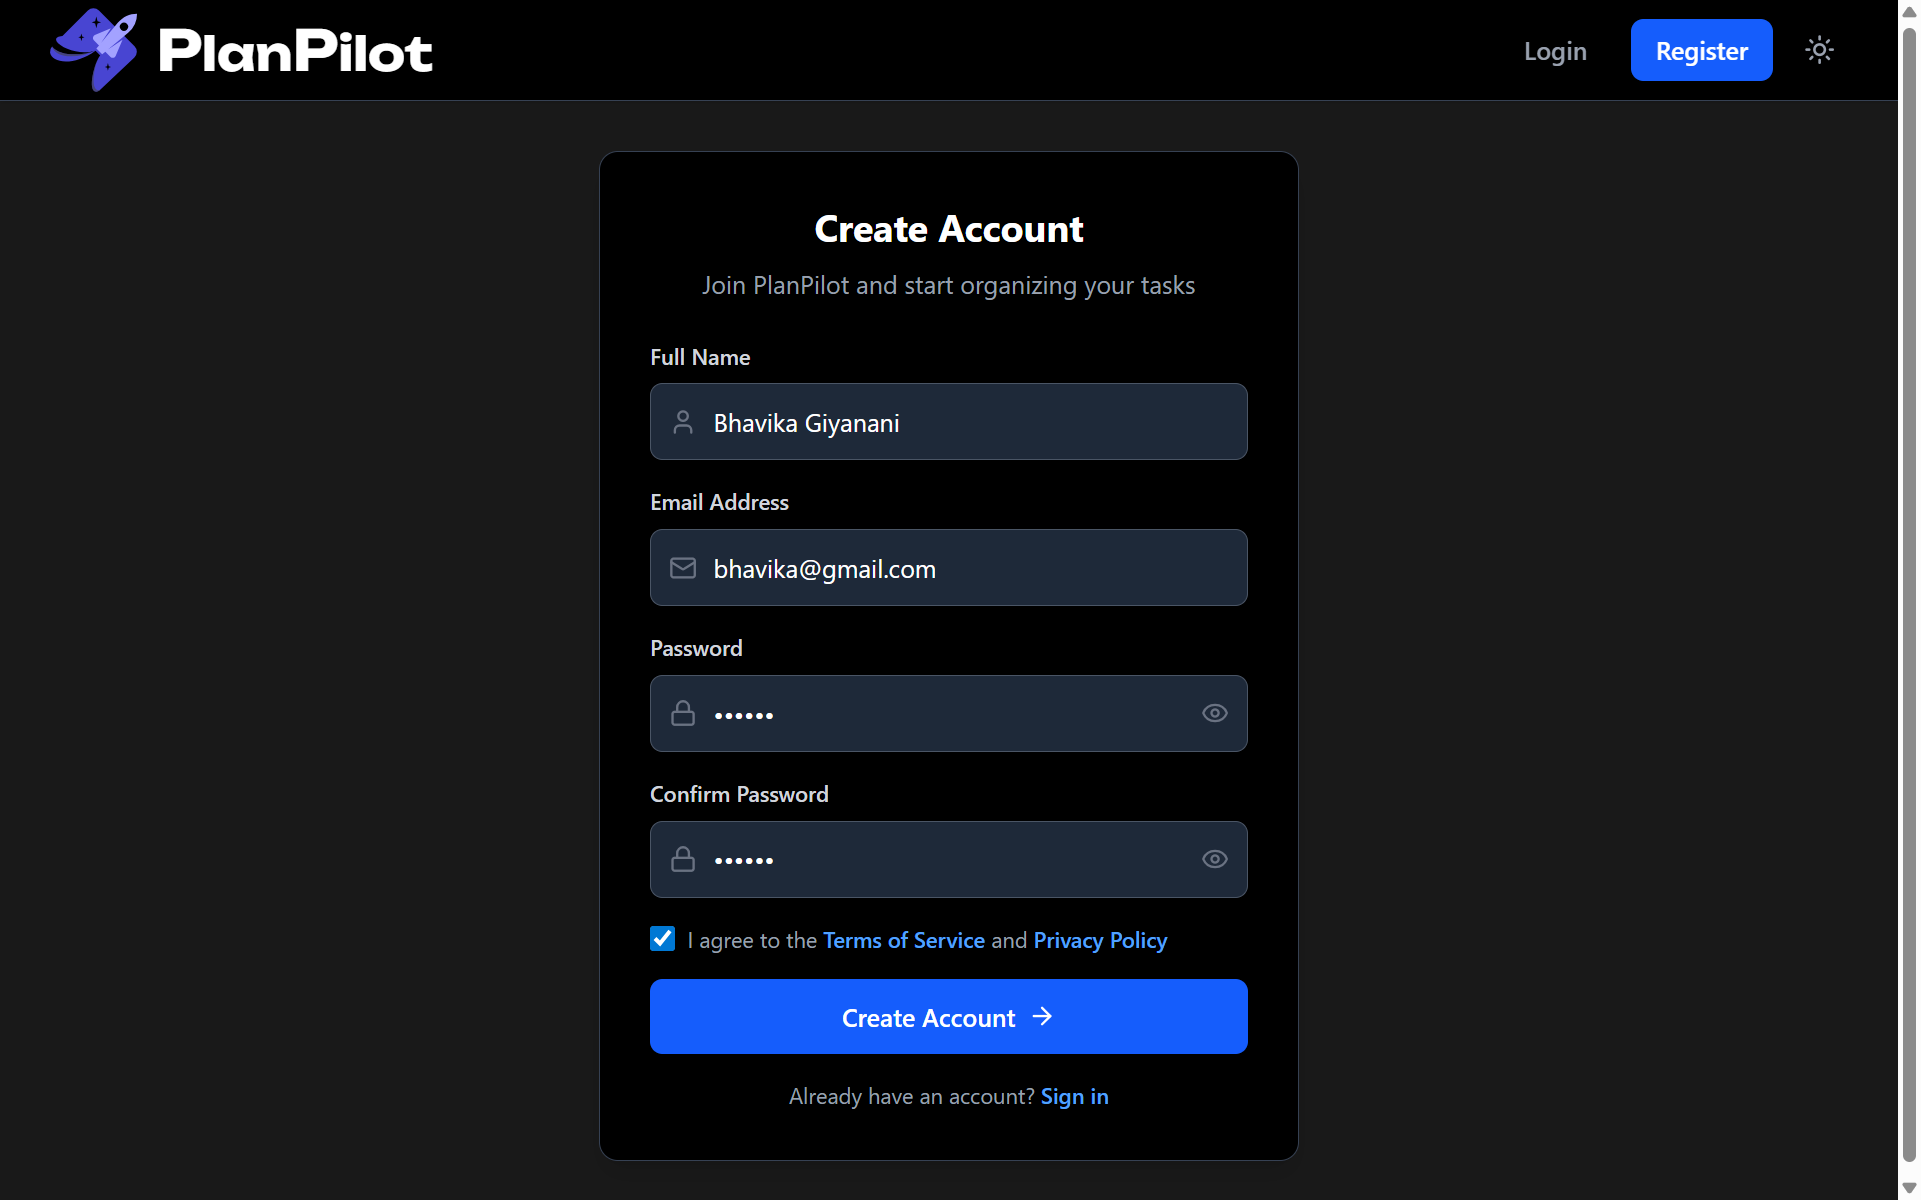 PlanPilot
Login
Register
Create Account
Join PlanPilot and start organizing your tasks
Full Name
Bhavika Giyanani
Email Address
bhavika@gmail.com
Password
••••••
Confirm Password
••••••
I agree to the Terms of Service and Privacy Policy
Create Account →
Already have an account? Sign in